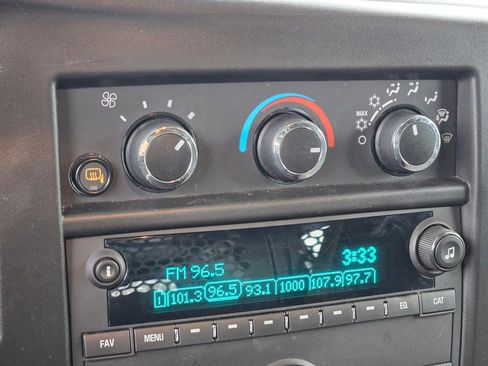 MAX
FM 96.5
3:33
1 101.3 96.5 93.1 1000 107.9 97.7
i
FAV MENU EQ CAT